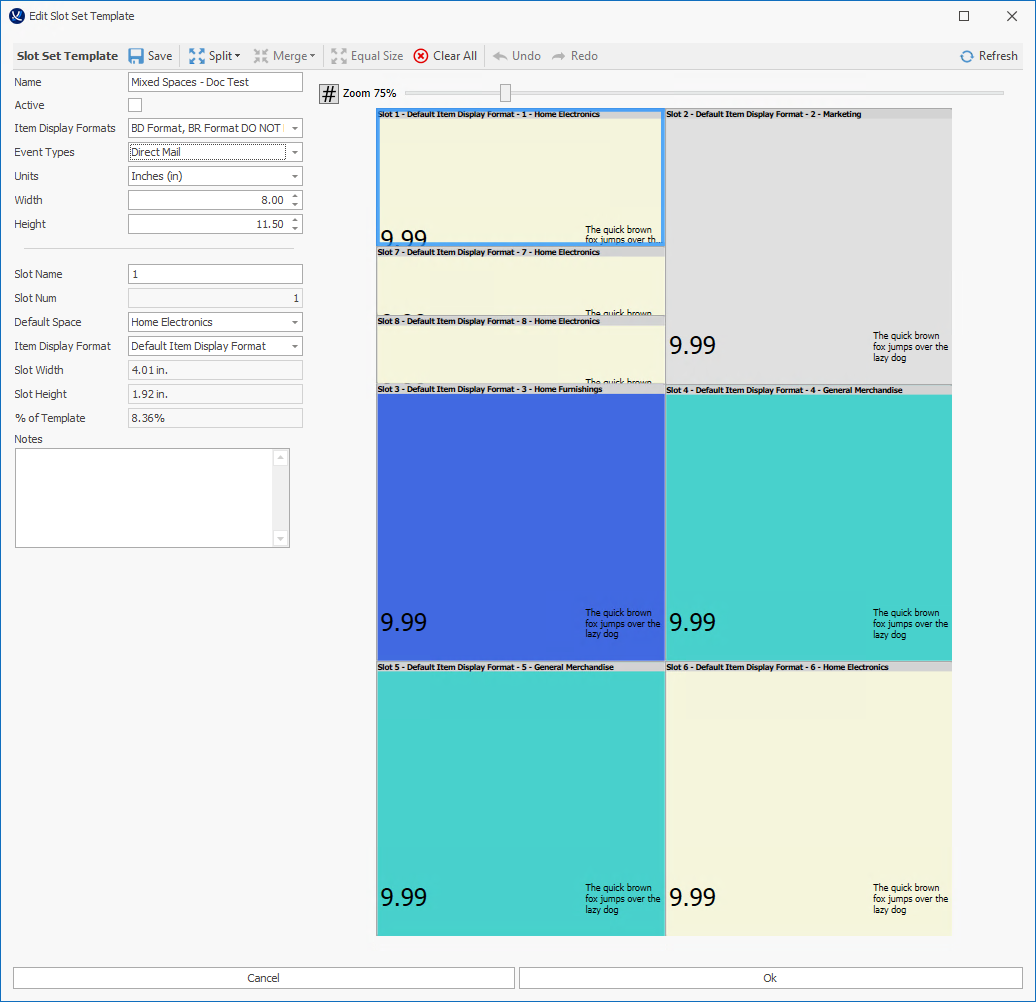 Edit Slot Set Template
Slot Set Template Save Split Merge Equal Size Clear All Undo Redo Refresh
Name Mixed Spaces - Doc Test
Active
Item Display Formats BD Format, BR Format DO NOT
Event Types Direct Mail
Units Inches (in)
Width 8.00
Height 11.50
Slot Name 1
Slot Num 1
Default Space Home Electronics
Item Display Format Default Item Display Format
Slot Width 4.01 in.
Slot Height 1.92 in.
% of Template 8.36%
Notes
# Zoom 75%
Slot 1 - Default Item Display Format - 1 - Home Electronics
9.99
The quick brown
fox jumps over th
Slot 2 - Default Item Display Format - 2 - Marketing
9.99
The quick brown
fox jumps over the
lazy dog
Slot 7 - Default Item Display Format - 7 - Home Electronics
The quick brown
Slot 8 - Default Item Display Format - 8 - Home Electronics
The quick brown
Slot 3 - Default Item Display Format - 3 - Home Furnishings
9.99
The quick brown
fox jumps over the
lazy dog
Slot 4 - Default Item Display Format - 4 - General Merchandise
9.99
The quick brown
fox jumps over the
lazy dog
Slot 5 - Default Item Display Format - 5 - General Merchandise
9.99
The quick brown
fox jumps over the
lazy dog
Slot 6 - Default Item Display Format - 6 - Home Electronics
9.99
The quick brown
fox jumps over the
lazy dog
Cancel
Ok